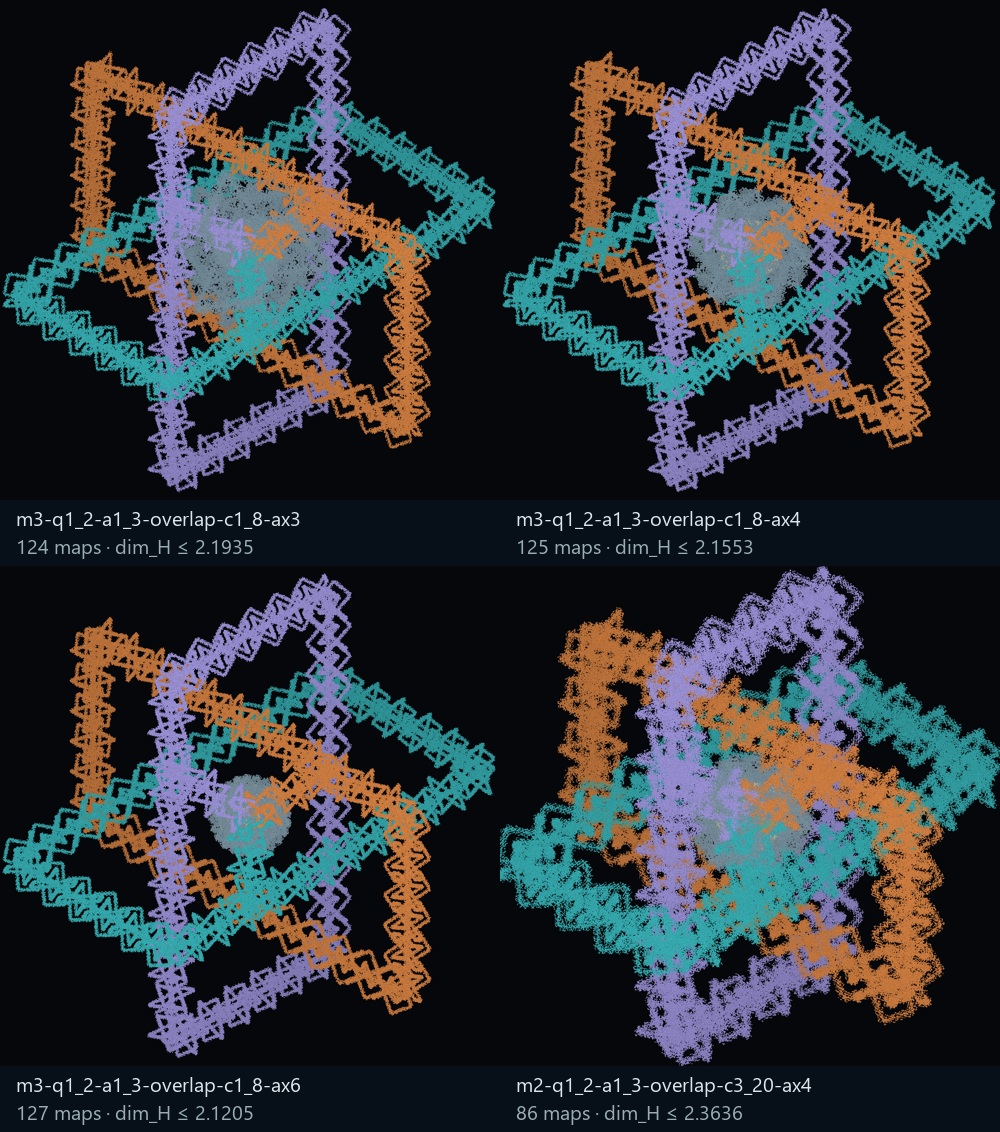 m3-q1_2-a1_3-overlap-c1_8-ax3
124 maps · dim_H ≤ 2.1935
m3-q1_2-a1_3-overlap-c1_8-ax4
125 maps · dim_H ≤ 2.1553
m3-q1_2-a1_3-overlap-c1_8-ax6
127 maps · dim_H ≤ 2.1205
m2-q1_2-a1_3-overlap-c3_20-ax4
86 maps · dim_H ≤ 2.3636